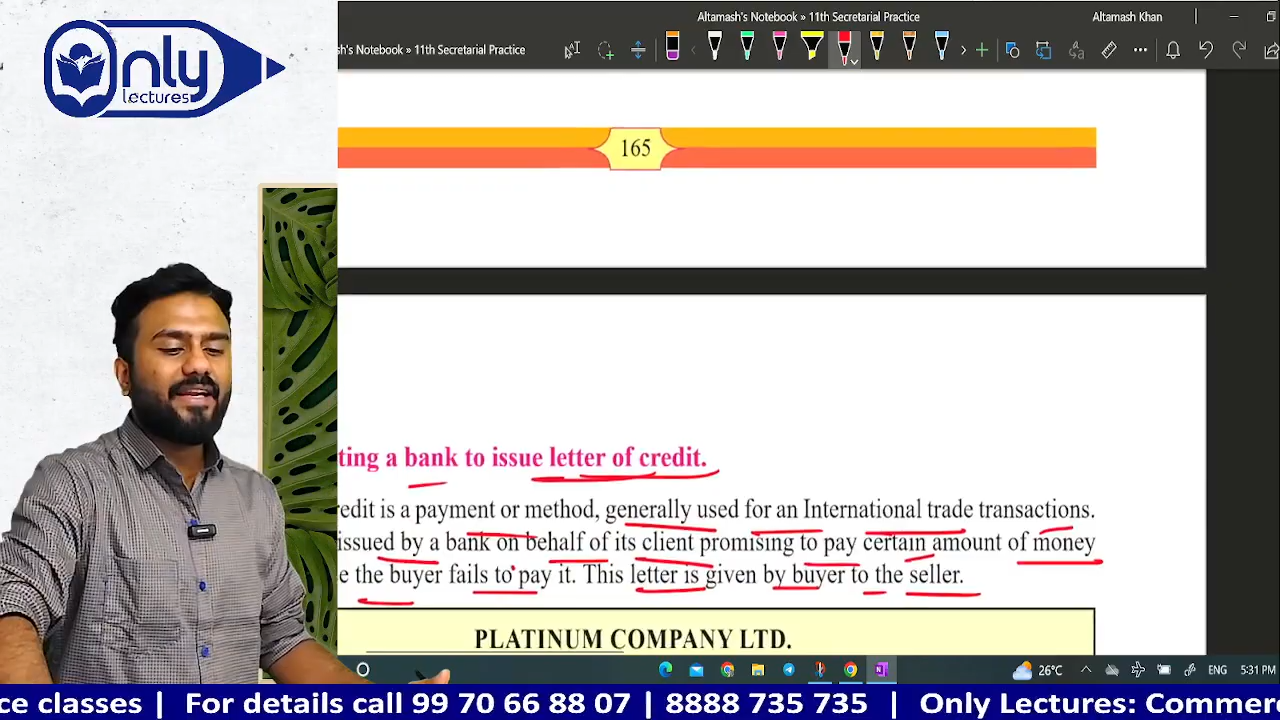 Altamash's Notebook » 11th Secretarial Practice
Altamash Khan
's Notebook » 11th Secretarial Practice
Only
Lectures
165
ting a bank to issue letter of credit.
redit is a payment or method, generally used for an International trade transactions.
issued by a bank on behalf of its client promising to pay certain amount of money
e the buyer fails to pay it. This letter is given by buyer to the seller.
PLATINUM COMPANY LTD.
26°C
ENG
5:31 PM
ce classes | For details call 99 70 66 88 07 | 8888 735 735 | Only Lectures: Commer